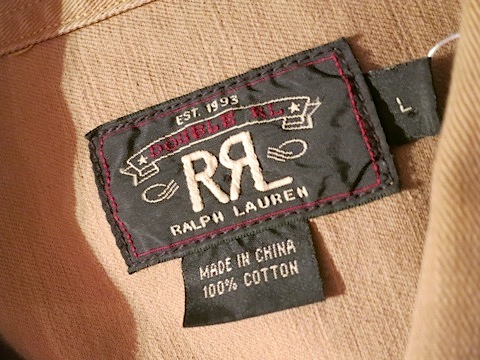 EST. 1993
DOUBLE RL
RRL
RALPH LAUREN
L
MADE IN CHINA
100% COTTON